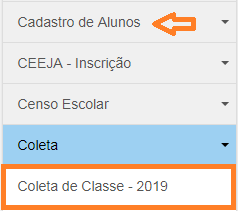 Cadastro de Alunos
CEEJA - Inscrição
Censo Escolar
Coleta
Coleta de Classe - 2019